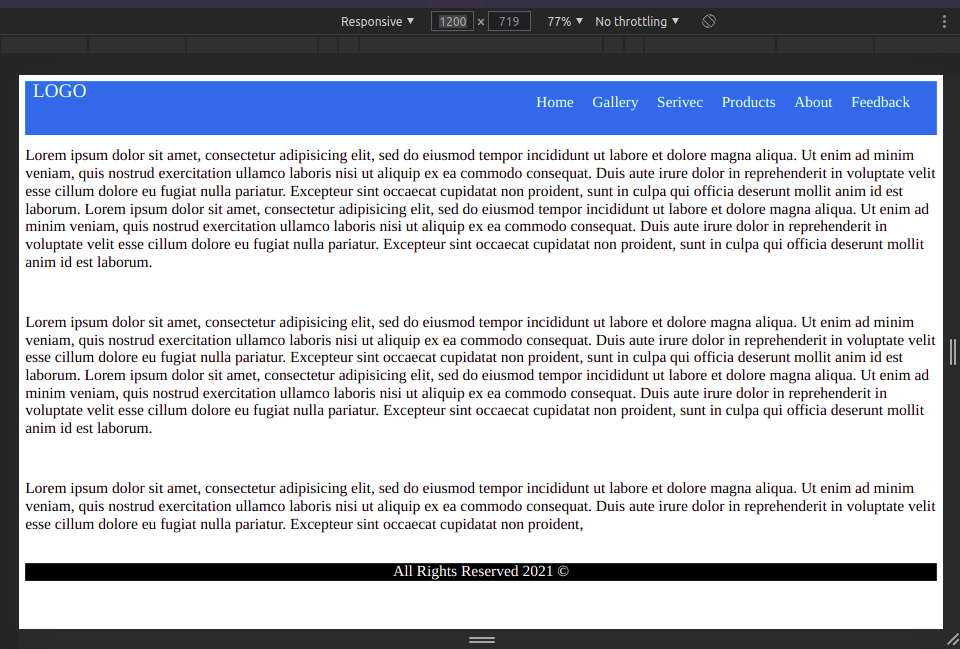 Responsive ▼ 1200 × 719 77% ▼ No throttling ▼
LOGO
Home Gallery Serivec Products About Feedback
Lorem ipsum dolor sit amet, consectetur adipisicing elit, sed do eiusmod tempor incididunt ut labore et dolore magna aliqua. Ut enim ad minim
veniam, quis nostrud exercitation ullamco laboris nisi ut aliquip ex ea commodo consequat. Duis aute irure dolor in reprehenderit in voluptate velit
esse cillum dolore eu fugiat nulla pariatur. Excepteur sint occaecat cupidatat non proident, sunt in culpa qui officia deserunt mollit anim id est
laborum. Lorem ipsum dolor sit amet, consectetur adipisicing elit, sed do eiusmod tempor incididunt ut labore et dolore magna aliqua. Ut enim ad
minim veniam, quis nostrud exercitation ullamco laboris nisi ut aliquip ex ea commodo consequat. Duis aute irure dolor in reprehenderit in
voluptate velit esse cillum dolore eu fugiat nulla pariatur. Excepteur sint occaecat cupidatat non proident, sunt in culpa qui officia deserunt mollit
anim id est laborum.
Lorem ipsum dolor sit amet, consectetur adipisicing elit, sed do eiusmod tempor incididunt ut labore et dolore magna aliqua. Ut enim ad minim
veniam, quis nostrud exercitation ullamco laboris nisi ut aliquip ex ea commodo consequat. Duis aute irure dolor in reprehenderit in voluptate velit
esse cillum dolore eu fugiat nulla pariatur. Excepteur sint occaecat cupidatat non proident, sunt in culpa qui officia deserunt mollit anim id est
laborum. Lorem ipsum dolor sit amet, consectetur adipisicing elit, sed do eiusmod tempor incididunt ut labore et dolore magna aliqua. Ut enim ad
minim veniam, quis nostrud exercitation ullamco laboris nisi ut aliquip ex ea commodo consequat. Duis aute irure dolor in reprehenderit in
voluptate velit esse cillum dolore eu fugiat nulla pariatur. Excepteur sint occaecat cupidatat non proident, sunt in culpa qui officia deserunt mollit
anim id est laborum.
Lorem ipsum dolor sit amet, consectetur adipisicing elit, sed do eiusmod tempor incididunt ut labore et dolore magna aliqua. Ut enim ad minim
veniam, quis nostrud exercitation ullamco laboris nisi ut aliquip ex ea commodo consequat. Duis aute irure dolor in reprehenderit in voluptate velit
esse cillum dolore eu fugiat nulla pariatur. Excepteur sint occaecat cupidatat non proident,
All Rights Reserved 2021 ©